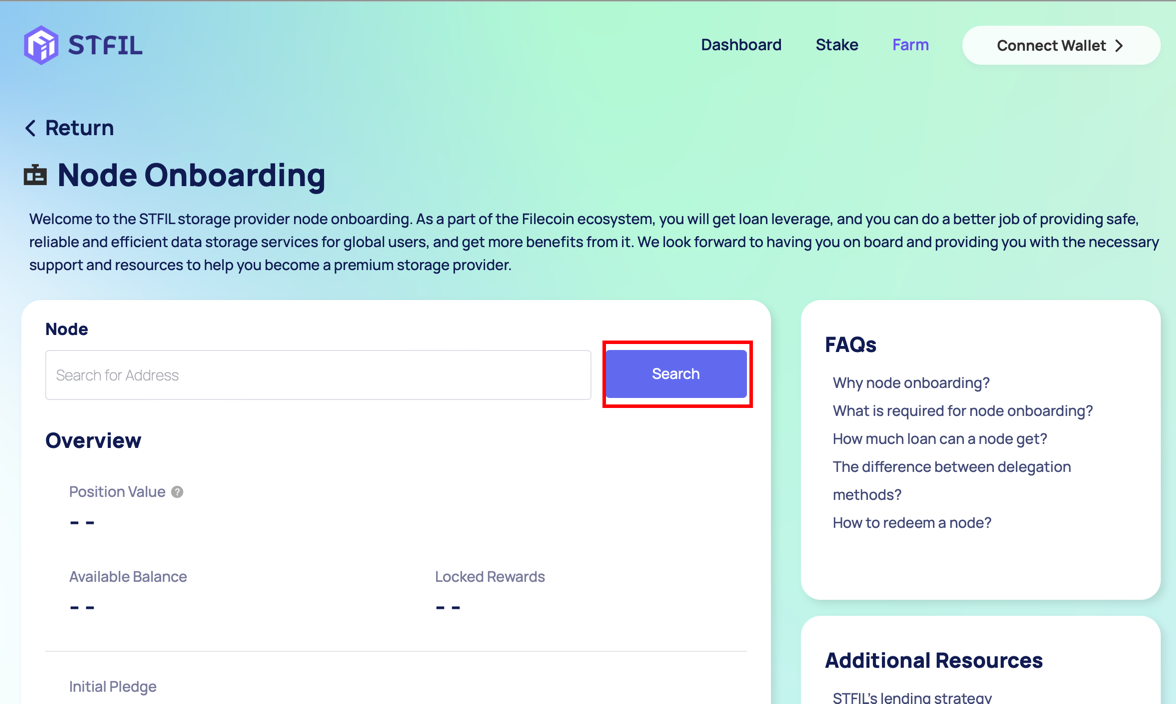 STFIL
Dashboard
Stake
Farm
Connect Wallet
Return
Node Onboarding
Welcome to the STFIL storage provider node onboarding. As a part of the Filecoin ecosystem, you will get loan leverage, and you can do a better job of providing safe,
reliable and efficient data storage services for global users, and get more benefits from it. We look forward to having you on board and providing you with the necessary
support and resources to help you become a premium storage provider.
Node
Search for Address
Search
Overview
Position Value ?
- -
Available Balance
- -
Locked Rewards
- -
Initial Pledge
FAQs
Why node onboarding?
What is required for node onboarding?
How much loan can a node get?
The difference between delegation
methods?
How to redeem a node?
Additional Resources
STFIL's lending strategy